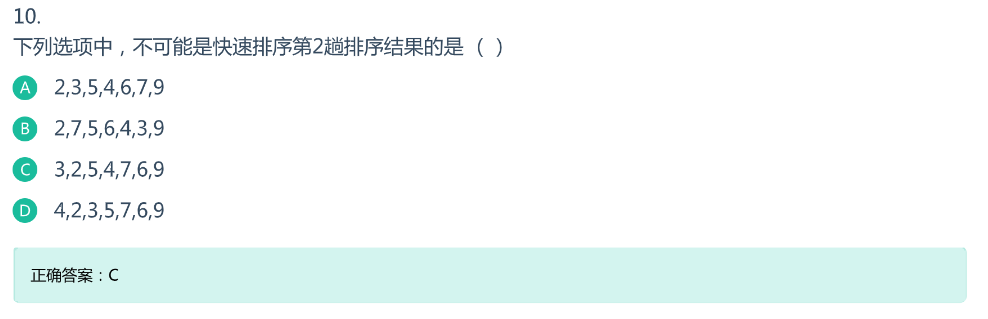 10.
下列选项中，不可能是快速排序第2趟排序结果的是 （ ）
A 2,3,5,4,6,7,9
B 2,7,5,6,4,3,9
C 3,2,5,4,7,6,9
D 4,2,3,5,7,6,9
正确答案：C